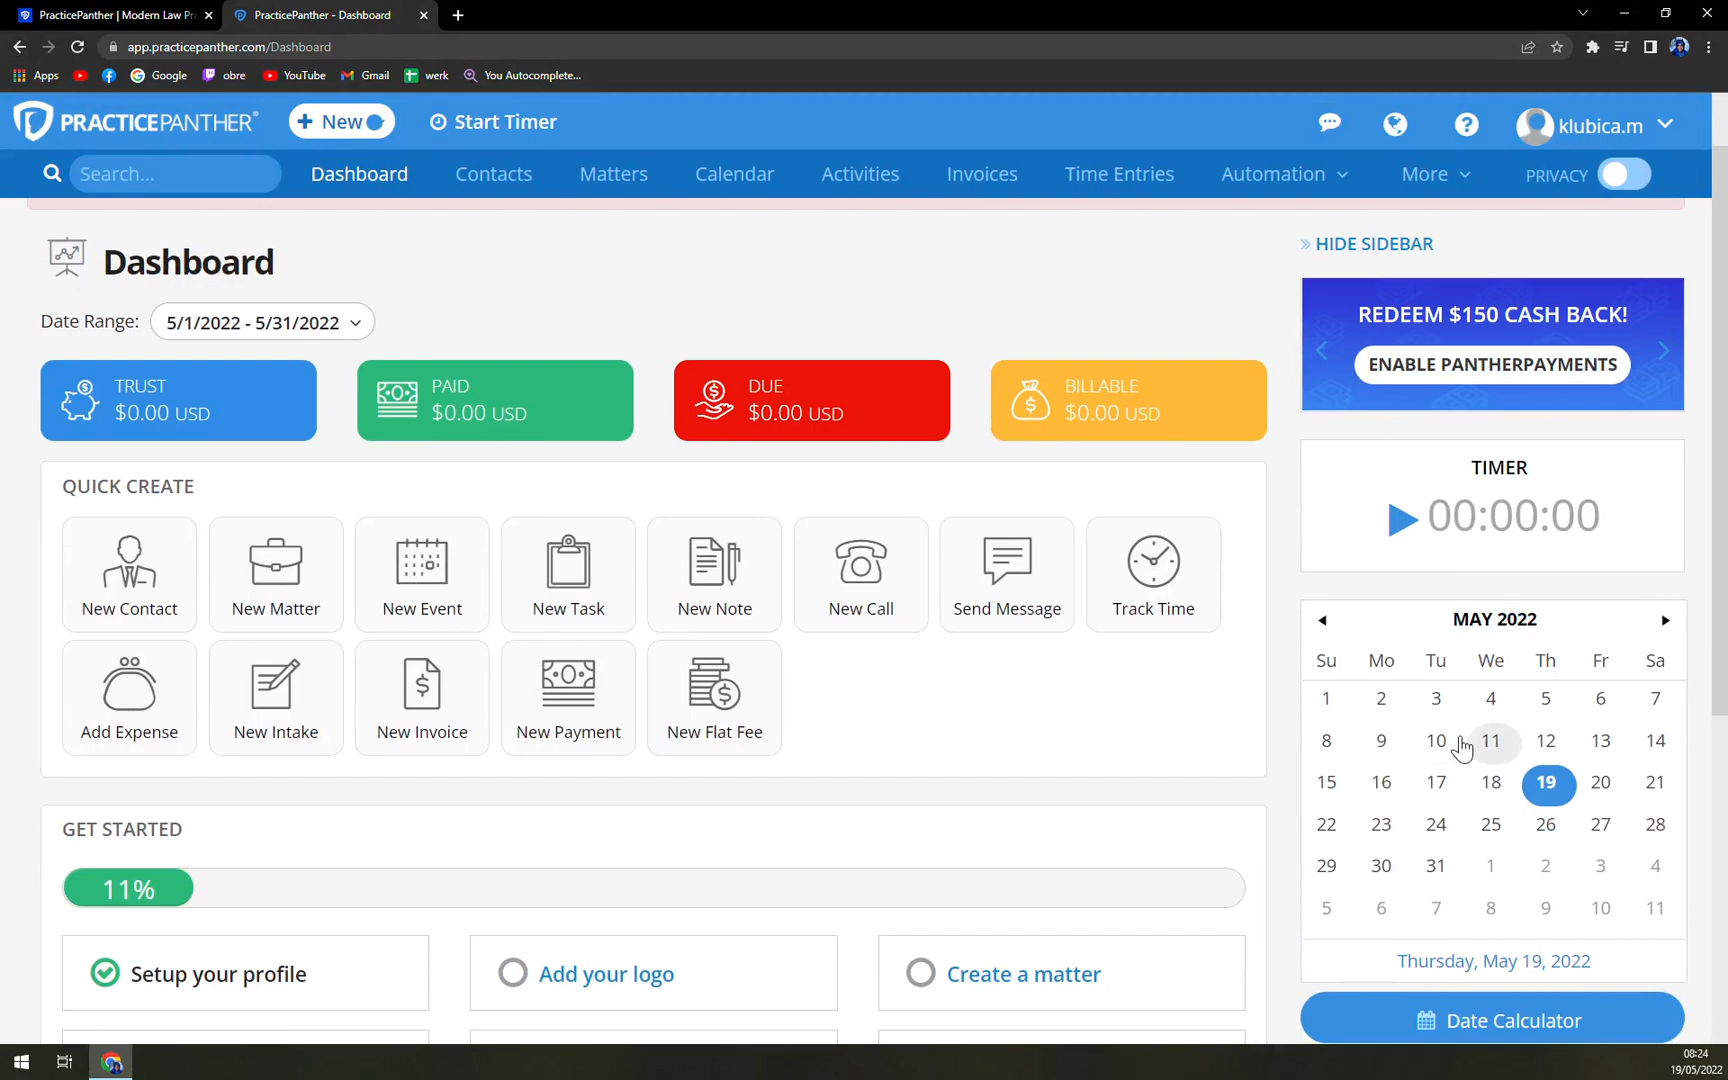 PracticePanther | Modern Law Pr
PracticePanther - Dashboard
app.practicepanther.com/Dashboard
Apps
Google
obre
YouTube
Gmail
werk
You Autocomplete...
PRACTICEPANTHER®
+ New
Start Timer
klubica.m
Search...
Dashboard
Contacts
Matters
Calendar
Activities
Invoices
Time Entries
Automation
More
PRIVACY
Dashboard
Date Range: 5/1/2022 - 5/31/2022
TRUST
$0.00 USD
PAID
$0.00 USD
DUE
$0.00 USD
BILLABLE
$0.00 USD
QUICK CREATE
New Contact
New Matter
New Event
New Task
New Note
New Call
Send Message
Track Time
Add Expense
New Intake
New Invoice
New Payment
New Flat Fee
GET STARTED
11%
Setup your profile
Add your logo
Create a matter
» HIDE SIDEBAR
REDEEM $150 CASH BACK!
ENABLE PANTHERPAYMENTS
TIMER
00:00:00
MAY 2022
Su Mo Tu We Th Fr Sa
1 2 3 4 5 6 7
8 9 10 11 12 13 14
15 16 17 18 19 20 21
22 23 24 25 26 27 28
29 30 31 1 2 3 4
5 6 7 8 9 10 11
Thursday, May 19, 2022
Date Calculator
08:24
19/05/2022